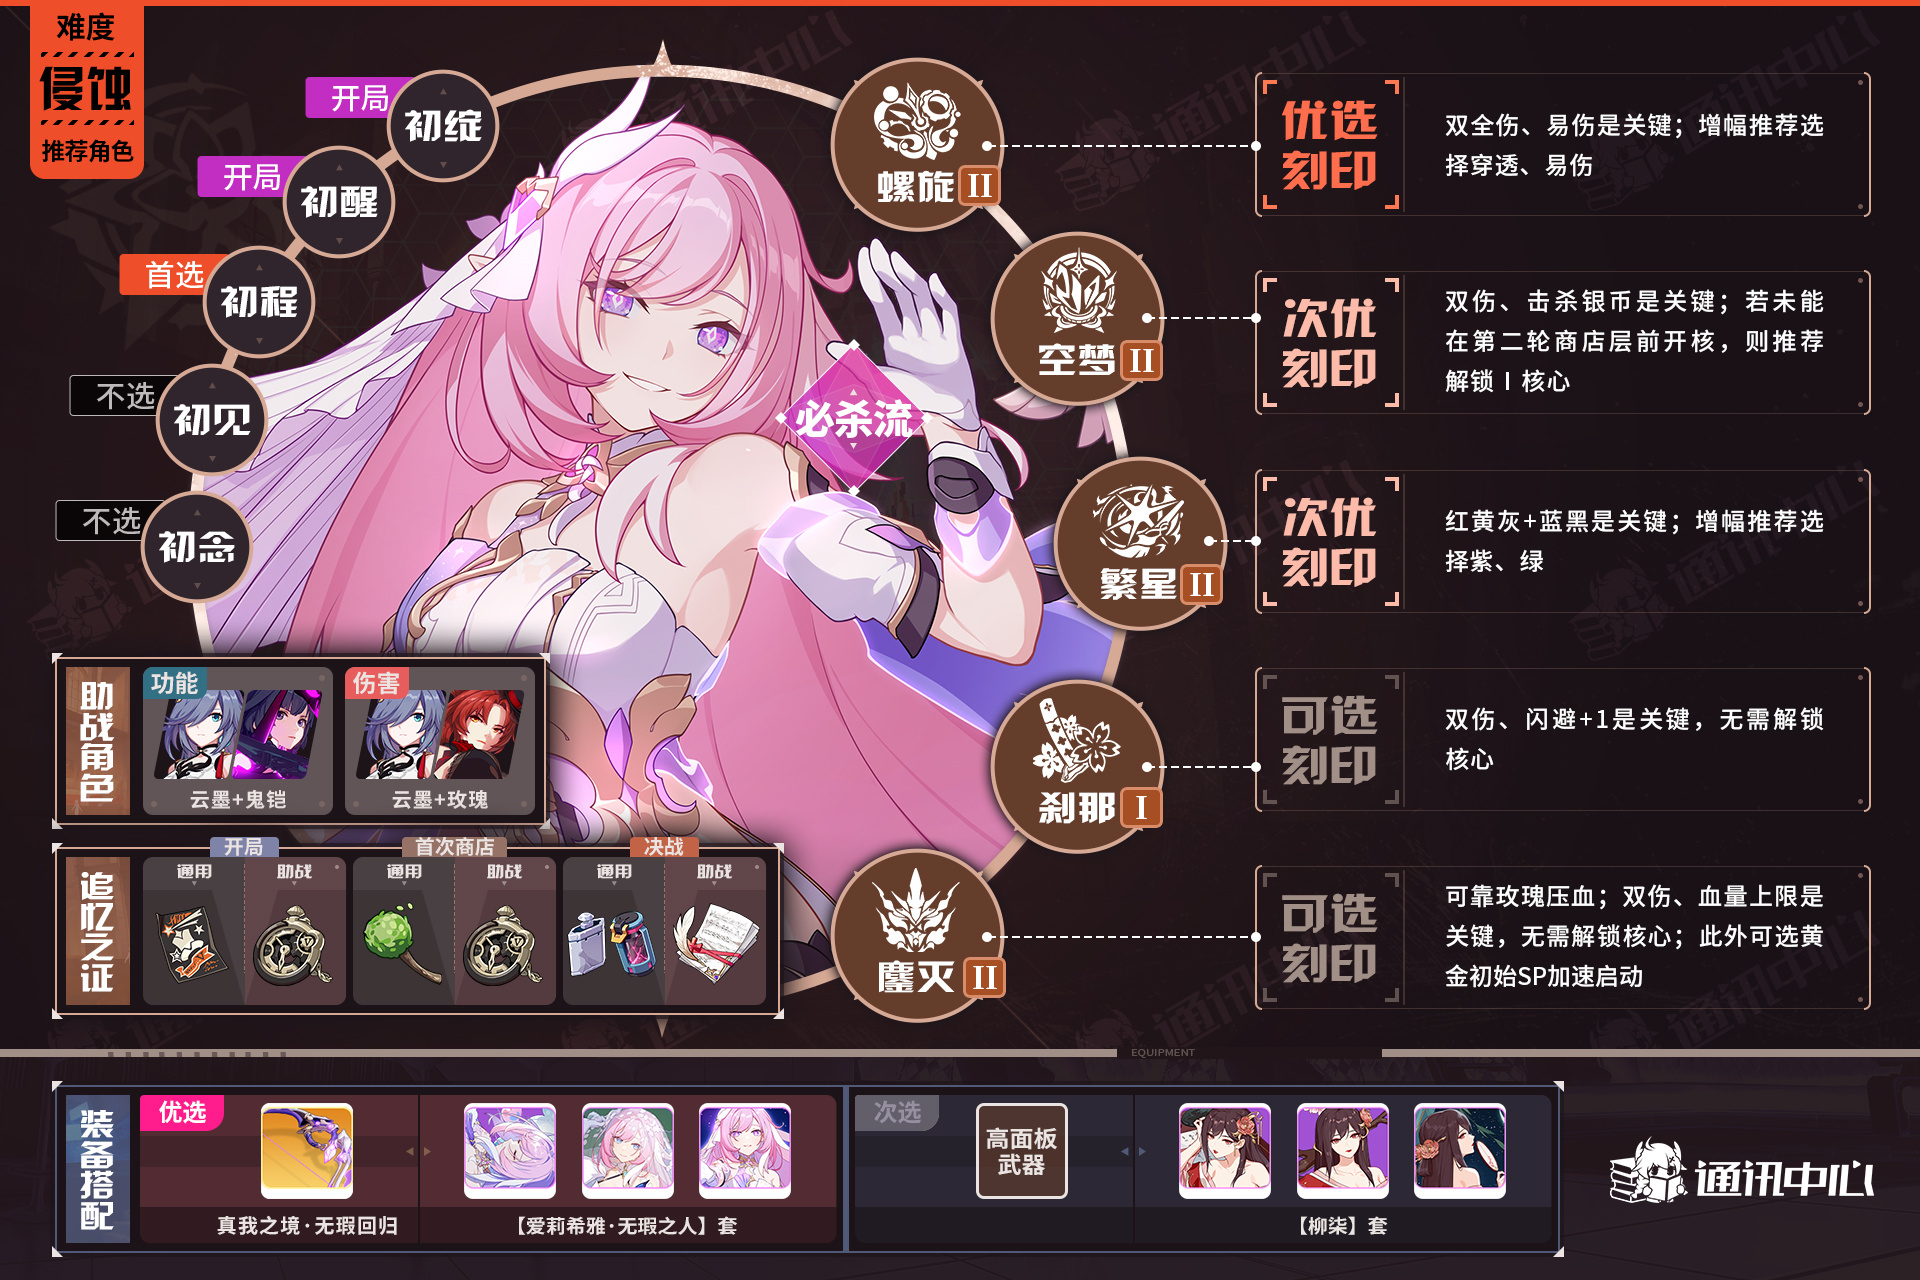 难度
侵蚀
推荐角色
开局
初绽
开局
初醒
首选
初程
不选
初见
不选
初念
必杀流
螺旋 II
优选
刻印
双全伤、易伤是关键；增幅推荐选
择穿透、易伤
空梦 II
次优
刻印
双伤、击杀银币是关键；若未能
在第二轮商店层前开核，则推荐
解锁 I 核心
繁星 II
次优
刻印
红黄灰+蓝黑是关键；增幅推荐选
择紫、绿
刹那 I
可选
刻印
双伤、闪避+1是关键，无需解锁
核心
鏖灭 II
可选
刻印
可靠玫瑰压血；双伤、血量上限是
关键，无需解锁核心；此外可选黄
金初始SP加速启动
助战角色
功能
云墨+鬼铠
伤害
云墨+玫瑰
追忆之证
开局
通用 助战
首次商店
通用 助战
决战
通用 助战
EQUIPMENT
装备搭配
优选
真我之境·无瑕回归
【爱莉希雅·无瑕之人】套
次选
高面板
武器
【柳柒】套
通讯中心